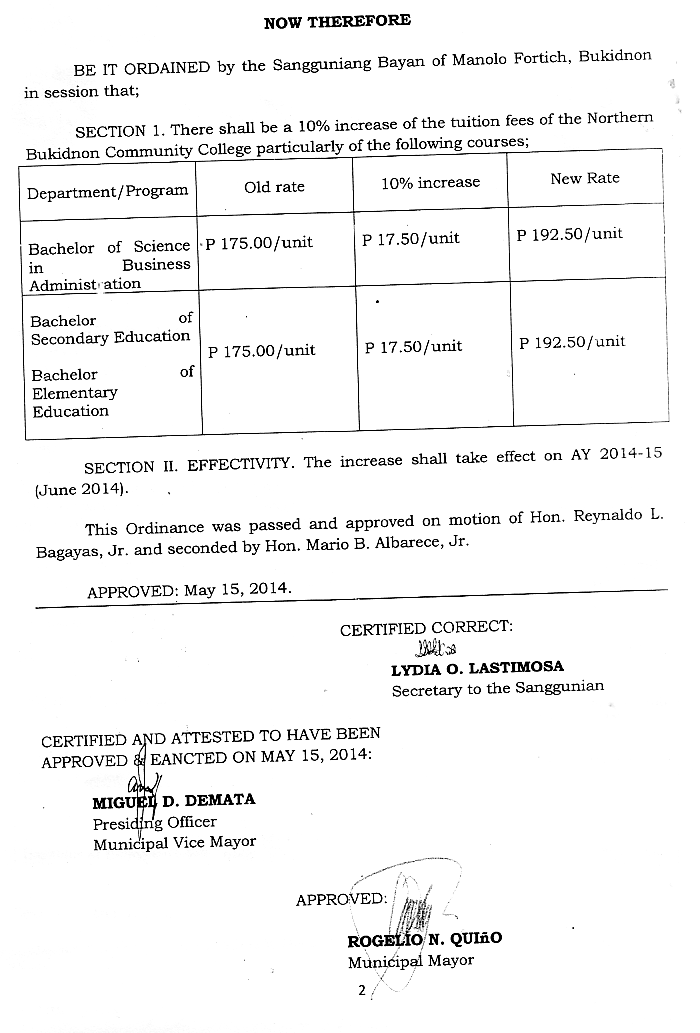 NOW THEREFORE
BE IT ORDAINED by the Sangguniang Bayan of Manolo Fortich, Bukidnon
in session that;
SECTION 1. There shall be a 10% increase of the tuition fees of the Northern
Bukidnon Community College particularly of the following courses;
Department/Program Old rate 10% increase New Rate
Bachelor of Science P 175.00/unit P 17.50/unit P 192.50/unit
in Business
Administ ation
Bachelor of
Secondary Education
P 175.00/unit P 17.50/unit P 192.50/unit
Bachelor of
Elementary
Education
SECTION II. EFFECTIVITY. The increase shall take effect on AY 2014-15
(June 2014).
This Ordinance was passed and approved on motion of Hon. Reynaldo L.
Bagayas, Jr. and seconded by Hon. Mario B. Albarece, Jr.
APPROVED: May 15, 2014.
CERTIFIED CORRECT:
LYDIA O. LASTIMOSA
Secretary to the Sanggunian
CERTIFIED AND ATTESTED TO HAVE BEEN
APPROVED & EANCTED ON MAY 15, 2014:
MIGUEL D. DEMATA
Presiding Officer
Municipal Vice Mayor
APPROVED:
ROGELIO N. QUIñO
Municipal Mayor
2